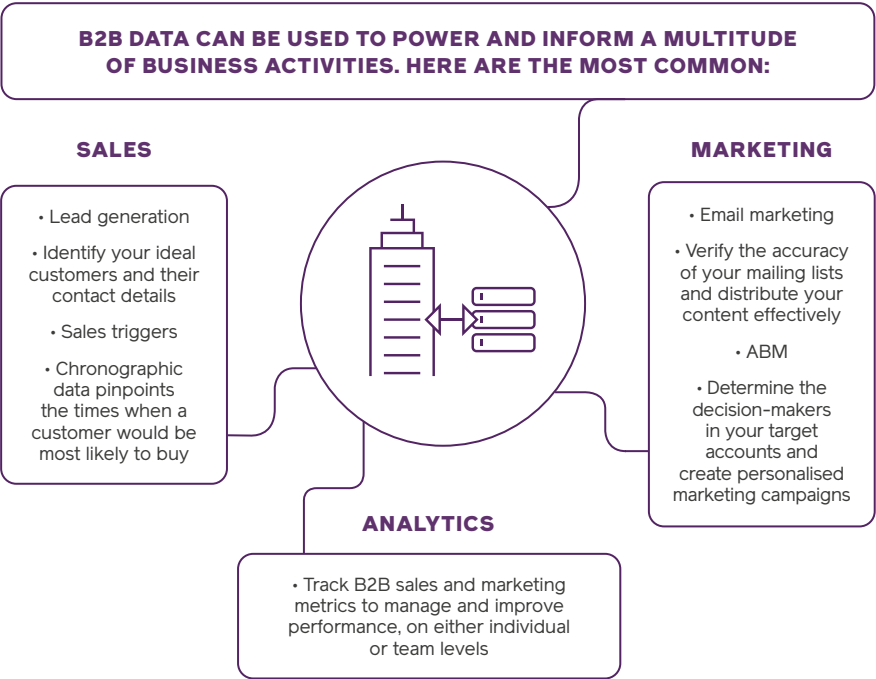 B2B DATA CAN BE USED TO POWER AND INFORM A MULTITUDE
OF BUSINESS ACTIVITIES. HERE ARE THE MOST COMMON:
SALES
• Lead generation
• Identify your ideal
customers and their
contact details
• Sales triggers
• Chronographic
data pinpoints
the times when a
customer would be
most likely to buy
MARKETING
• Email marketing
• Verify the accuracy
of your mailing lists
and distribute your
content effectively
• ABM
• Determine the
decision-makers
in your target
accounts and
create personalised
marketing campaigns
ANALYTICS
• Track B2B sales and marketing
metrics to manage and improve
performance, on either individual
or team levels